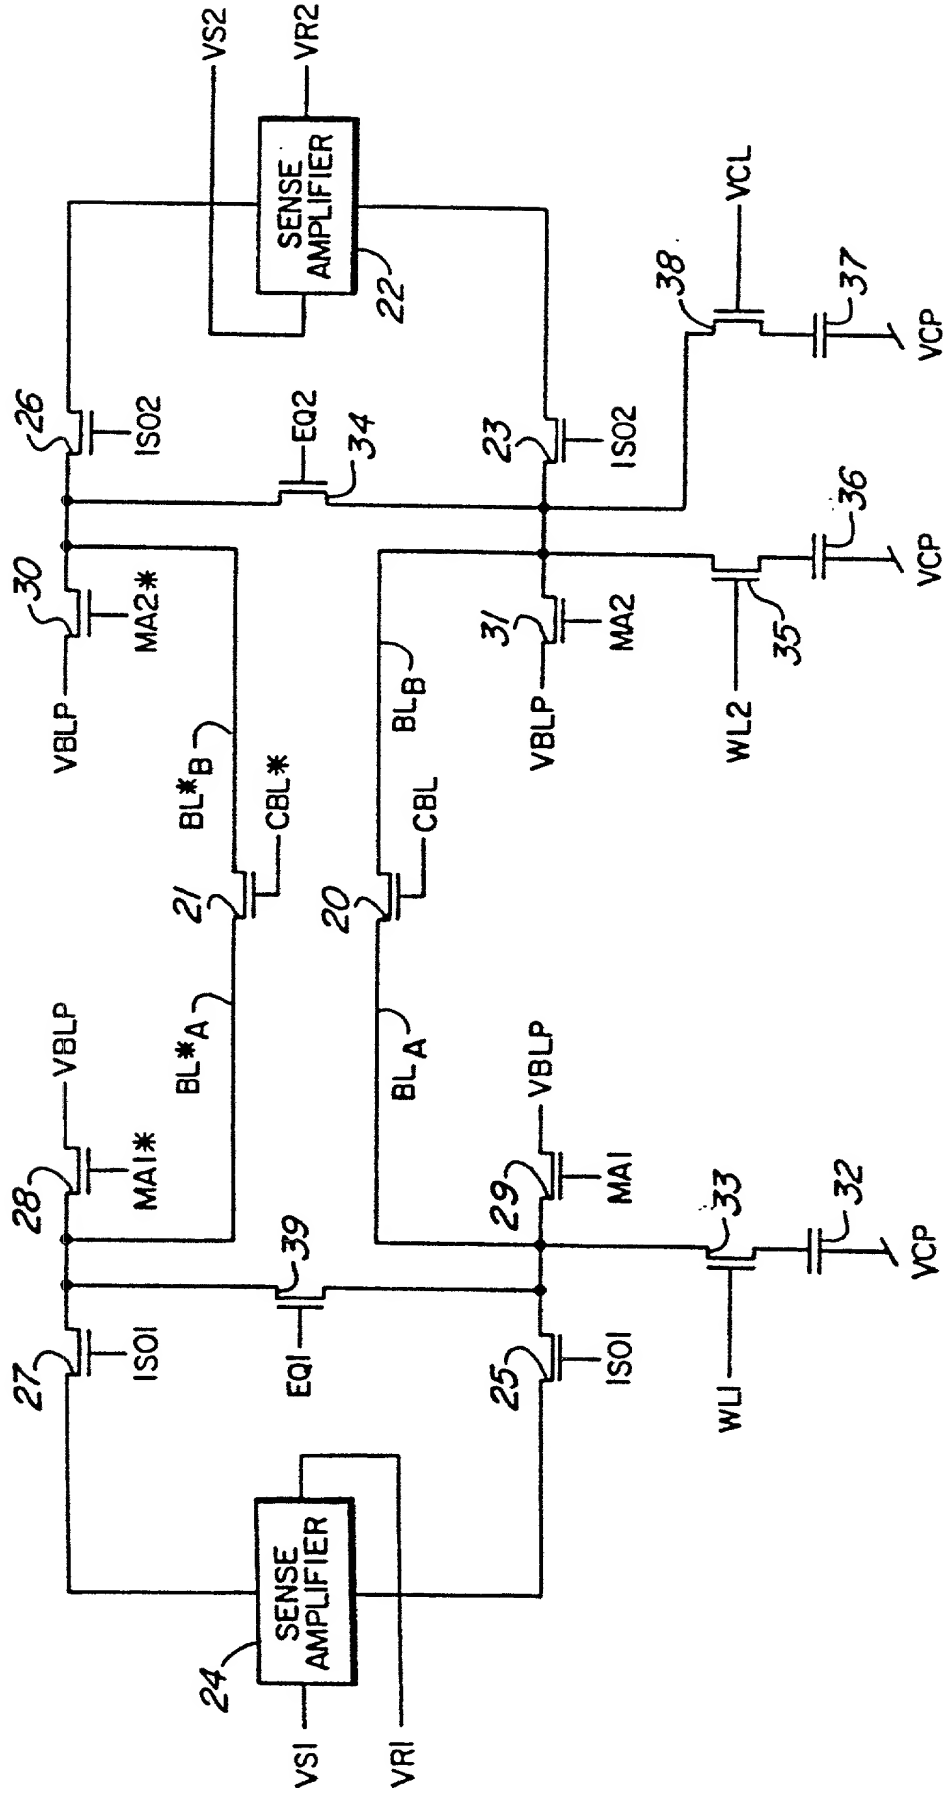 27
28
30
26
VBLP
VBLP
ISO1
MA1*
MA2*
ISO2
BL*A
BL*B
VS2
24
21
CBL*
39
EQ1
EQ2
34
VS1
SENSE
AMPLIFIER
SENSE
AMPLIFIER
VR2
20
22
VR1
BLA
BLB
CBL
25
29
31
23
VBLP
VBLP
ISO1
MA1
MA2
ISO2
33
38
WL1
WL2
VCL
35
32
36
37
VCP
VCP
VCP